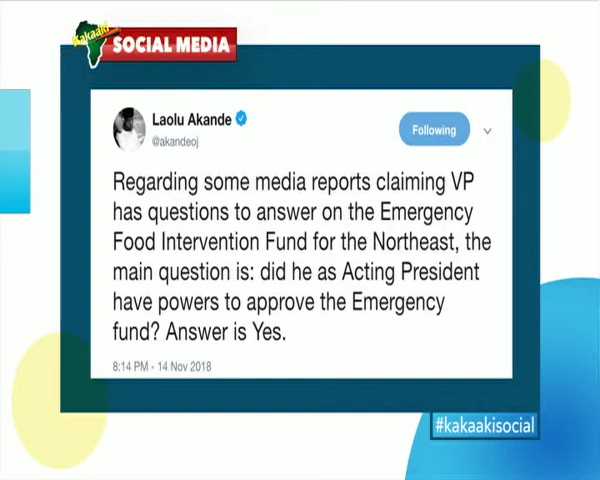 Kakaaki
SOCIAL MEDIA
Laolu Akande
@akandeoj
Following
Regarding some media reports claiming VP
has questions to answer on the Emergency
Food Intervention Fund for the Northeast, the
main question is: did he as Acting President
have powers to approve the Emergency
fund? Answer is Yes.
8:14 PM - 14 Nov 2018
#kakaakisocial